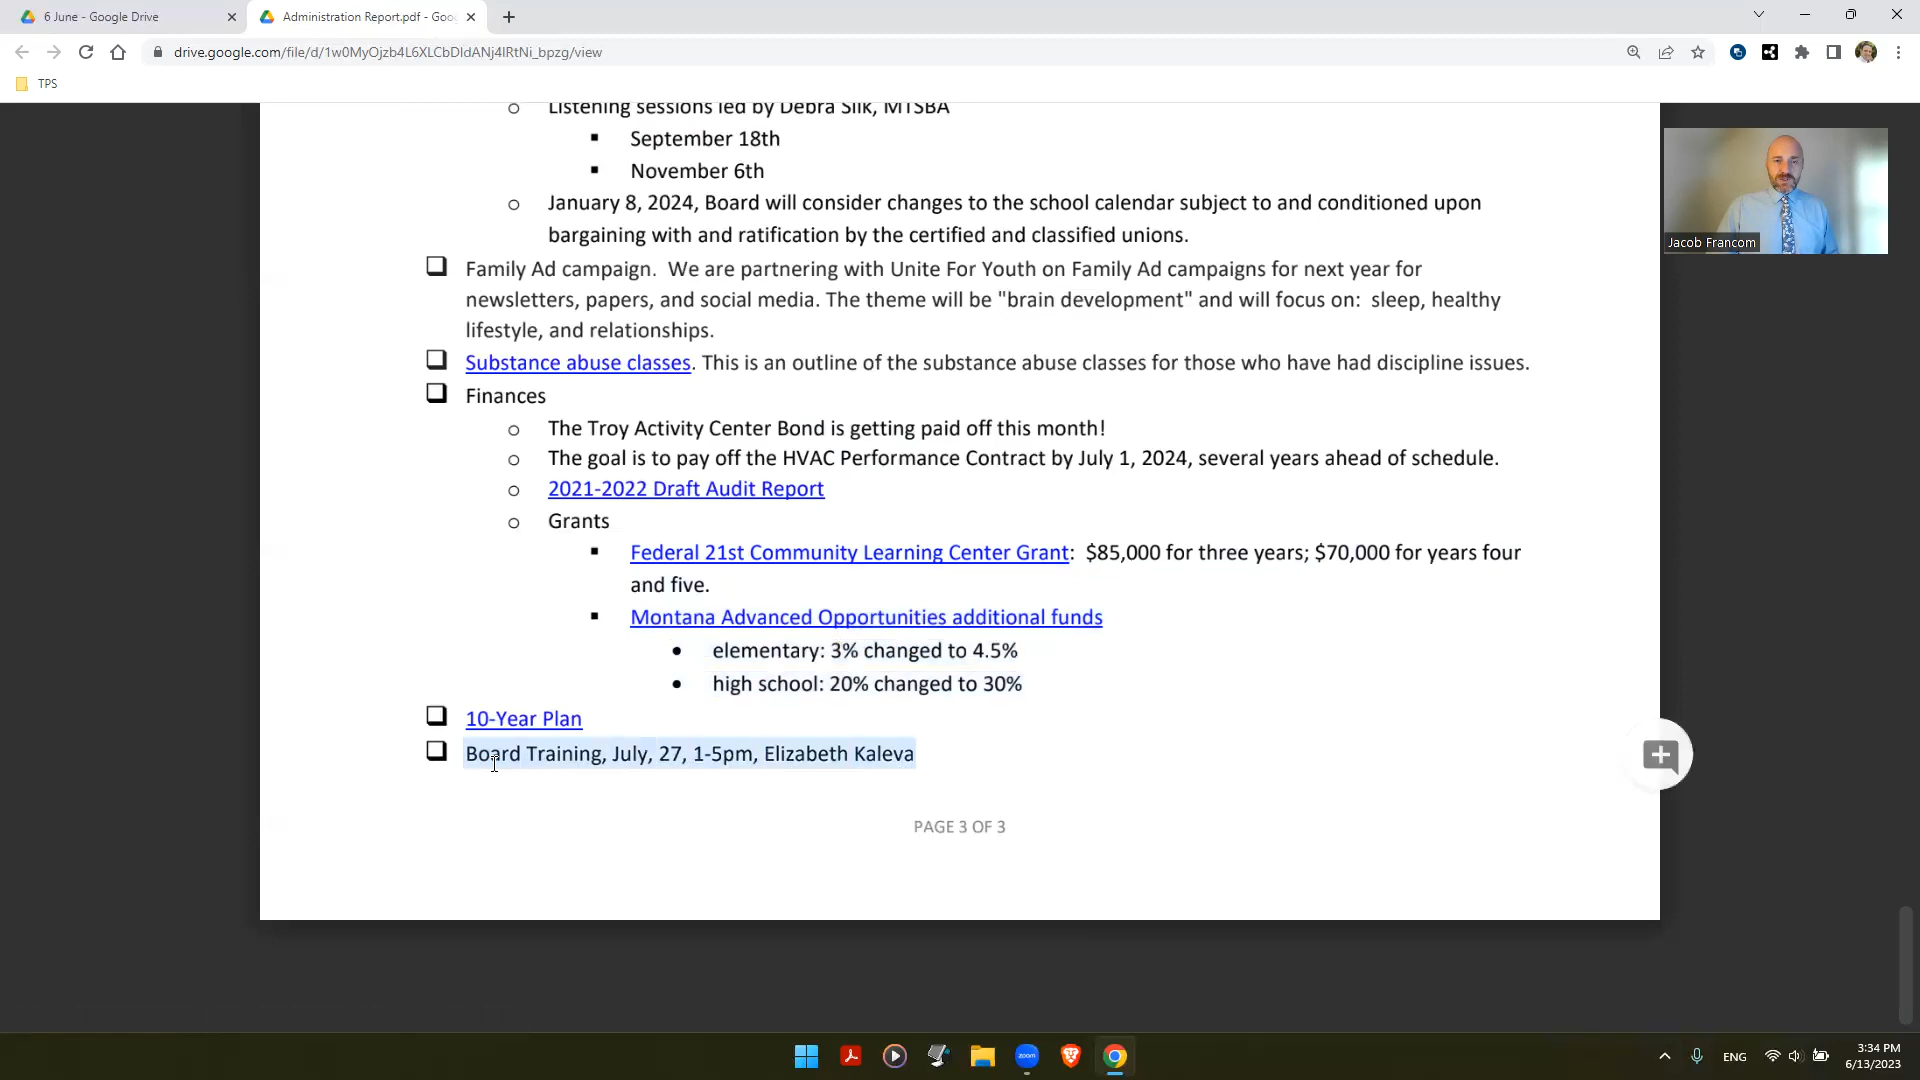 6 June - Google Drive
Administration Report.pdf - Goo
drive.google.com/file/d/1w0MyOjzb4L6XLCbDIdANj4lRtNi_bpzg/view
TPS
Listening sessions led by Debra Silk, MTSBA
September 18th
November 6th
January 8, 2024, Board will consider changes to the school calendar subject to and conditioned upon
bargaining with and ratification by the certified and classified unions.
Jacob Francom
Family Ad campaign.  We are partnering with Unite For Youth on Family Ad campaigns for next year for
newsletters, papers, and social media. The theme will be "brain development" and will focus on:  sleep, healthy
lifestyle, and relationships.
Substance abuse classes. This is an outline of the substance abuse classes for those who have had discipline issues.
Finances
The Troy Activity Center Bond is getting paid off this month!
The goal is to pay off the HVAC Performance Contract by July 1, 2024, several years ahead of schedule.
2021-2022 Draft Audit Report
Grants
Federal 21st Community Learning Center Grant:  $85,000 for three years; $70,000 for years four
and five.
Montana Advanced Opportunities additional funds
elementary: 3% changed to 4.5%
high school: 20% changed to 30%
10-Year Plan
Board Training, July, 27, 1-5pm, Elizabeth Kaleva
PAGE 3 OF 3
zoom
ENG
3:34 PM
6/13/2023